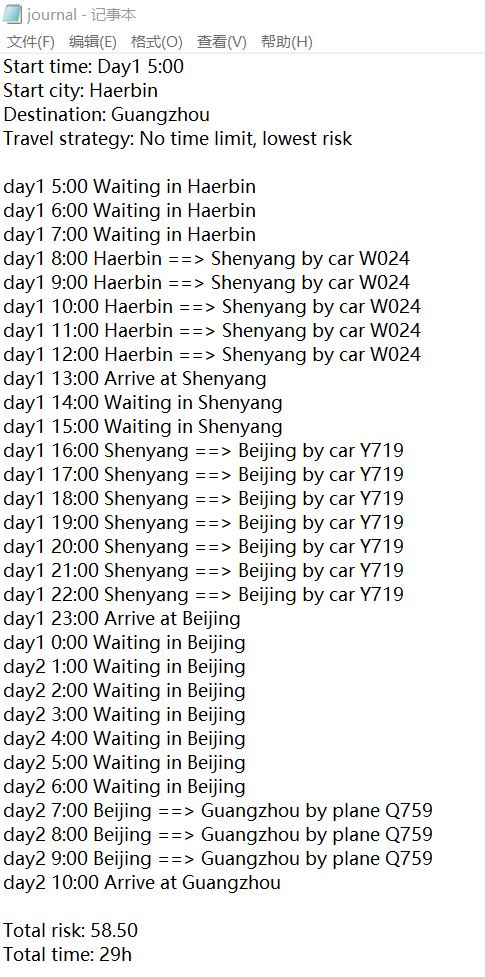 journal - 记事本
文件(F) 编辑(E) 格式(O) 查看(V) 帮助(H)
Start time: Day1 5:00
Start city: Haerbin
Destination: Guangzhou
Travel strategy: No time limit, lowest risk
day1 5:00 Waiting in Haerbin
day1 6:00 Waiting in Haerbin
day1 7:00 Waiting in Haerbin
day1 8:00 Haerbin ==> Shenyang by car W024
day1 9:00 Haerbin ==> Shenyang by car W024
day1 10:00 Haerbin ==> Shenyang by car W024
day1 11:00 Haerbin ==> Shenyang by car W024
day1 12:00 Haerbin ==> Shenyang by car W024
day1 13:00 Arrive at Shenyang
day1 14:00 Waiting in Shenyang
day1 15:00 Waiting in Shenyang
day1 16:00 Shenyang ==> Beijing by car Y719
day1 17:00 Shenyang ==> Beijing by car Y719
day1 18:00 Shenyang ==> Beijing by car Y719
day1 19:00 Shenyang ==> Beijing by car Y719
day1 20:00 Shenyang ==> Beijing by car Y719
day1 21:00 Shenyang ==> Beijing by car Y719
day1 22:00 Shenyang ==> Beijing by car Y719
day1 23:00 Arrive at Beijing
day1 0:00 Waiting in Beijing
day2 1:00 Waiting in Beijing
day2 2:00 Waiting in Beijing
day2 3:00 Waiting in Beijing
day2 4:00 Waiting in Beijing
day2 5:00 Waiting in Beijing
day2 6:00 Waiting in Beijing
day2 7:00 Beijing ==> Guangzhou by plane Q759
day2 8:00 Beijing ==> Guangzhou by plane Q759
day2 9:00 Beijing ==> Guangzhou by plane Q759
day2 10:00 Arrive at Guangzhou
Total risk: 58.50
Total time: 29h